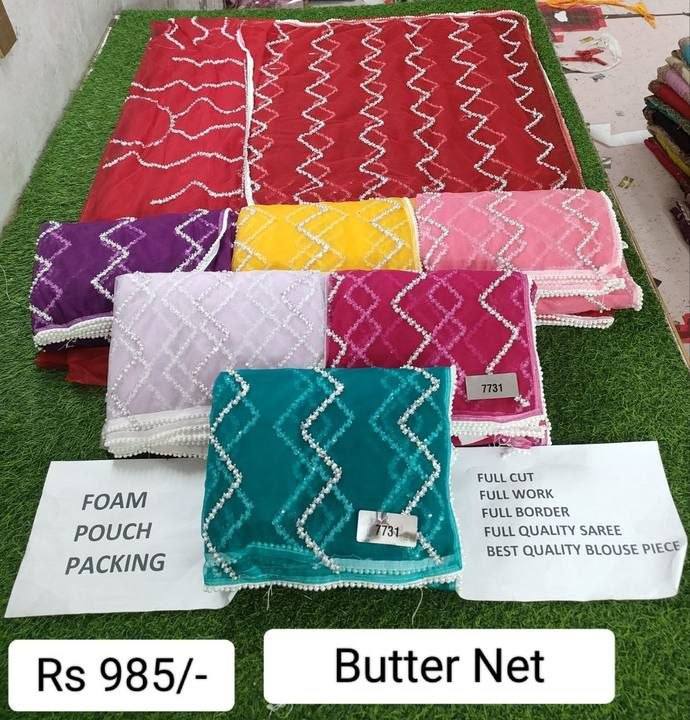 7731
7731
FOAM
POUCH
PACKING
FULL CUT
FULL WORK
FULL BORDER
FULL QUALITY SAREE
BEST QUALITY BLOUSE PIECE
Rs 985/-
Butter Net